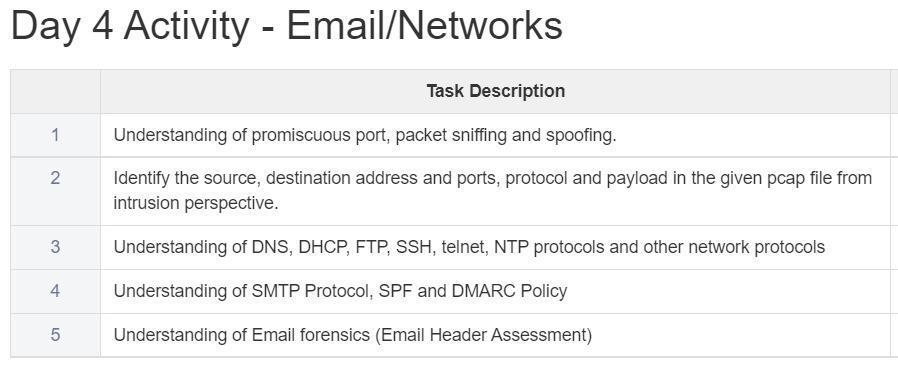 Day 4 Activity - Email/Networks
Task Description
1 Understanding of promiscuous port, packet sniffing and spoofing.
2 Identify the source, destination address and ports, protocol and payload in the given pcap file from
intrusion perspective.
3 Understanding of DNS, DHCP, FTP, SSH, telnet, NTP protocols and other network protocols
4 Understanding of SMTP Protocol, SPF and DMARC Policy
5 Understanding of Email forensics (Email Header Assessment)